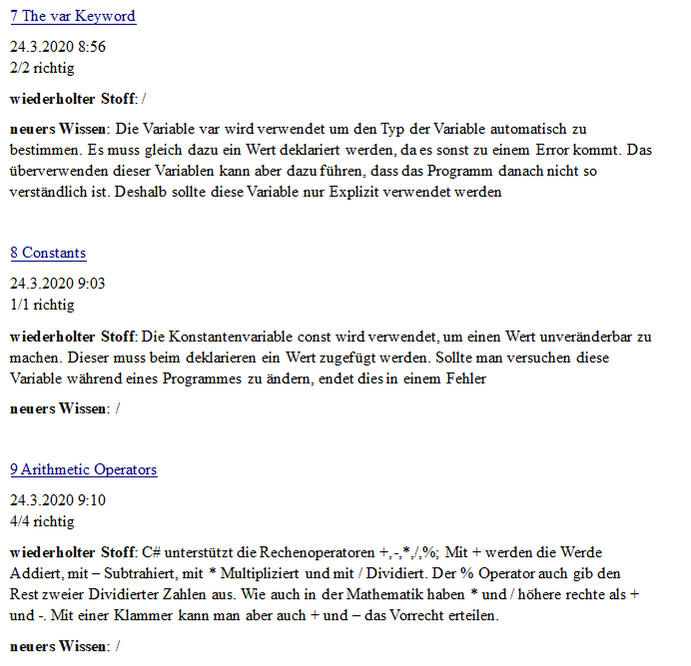 7 The var Keyword
24.3.2020 8:56
2/2 richtig
wiederholter Stoff: /
neuers Wissen: Die Variable var wird verwendet um den Typ der Variable automatisch zu
bestimmen. Es muss gleich dazu ein Wert deklariert werden, da es sonst zu einem Error kommt. Das
überverwenden dieser Variablen kann aber dazu führen, dass das Programm danach nicht so
verständlich ist. Deshalb sollte diese Variable nur Explizit verwendet werden
8 Constants
24.3.2020 9:03
1/1 richtig
wiederholter Stoff: Die Konstantenvariable const wird verwendet, um einen Wert unveränderbar zu
machen. Dieser muss beim deklarieren ein Wert zugefügt werden. Sollte man versuchen diese
Variable während eines Programmes zu ändern, endet dies in einem Fehler
neuers Wissen: /
9 Arithmetic Operators
24.3.2020 9:10
4/4 richtig
wiederholter Stoff: C# unterstützt die Rechenoperatoren +,-,*,/,%; Mit + werden die Werde
Addiert, mit – Subtrahiert, mit * Multipliziert und mit / Dividiert. Der % Operator auch gib den
Rest zweier Dividierter Zahlen aus. Wie auch in der Mathematik haben * und / höhere rechte als +
und -. Mit einer Klammer kann man aber auch + und – das Vorrecht erteilen.
neuers Wissen: /